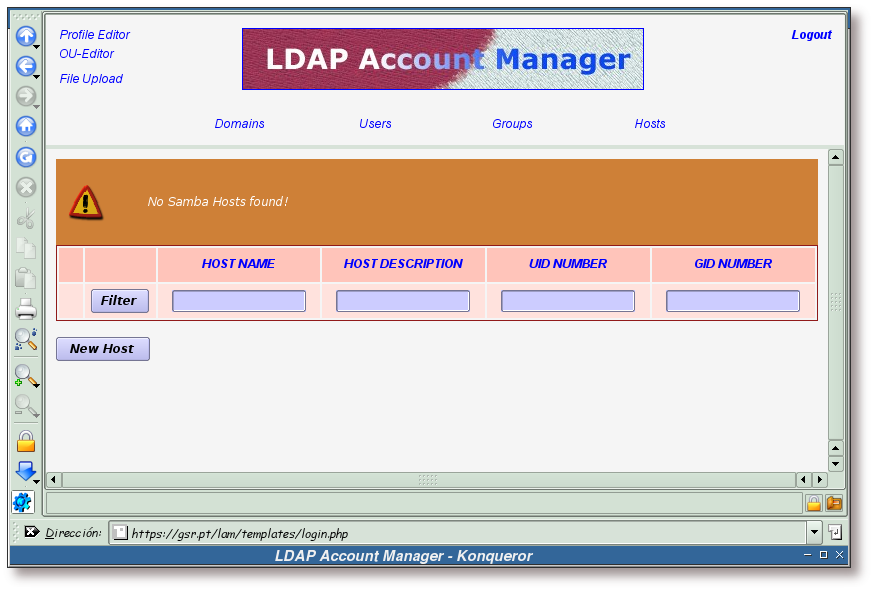 Profile Editor
OU-Editor
File Upload
LDAP Account Manager
Logout
Domains Users Groups Hosts
No Samba Hosts found!
HOST NAME HOST DESCRIPTION UID NUMBER GID NUMBER
Filter
New Host
Dirección: https://gsr.pt/lam/templates/login.php
LDAP Account Manager - Konqueror